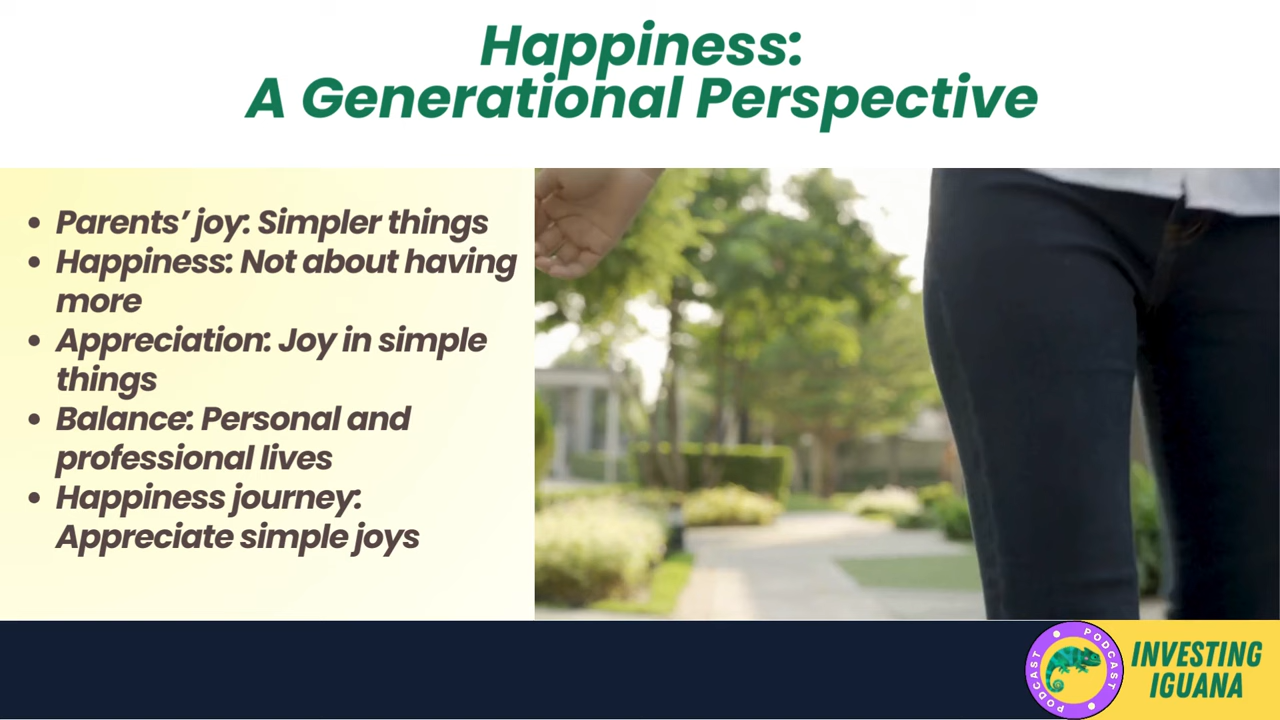 Happiness:
A Generational Perspective
• Parents’ joy: Simpler things
• Happiness: Not about having
more
• Appreciation: Joy in simple
things
• Balance: Personal and
professional lives
• Happiness journey:
Appreciate simple joys
PODCAST
PODCAST
INVESTING
IGUANA